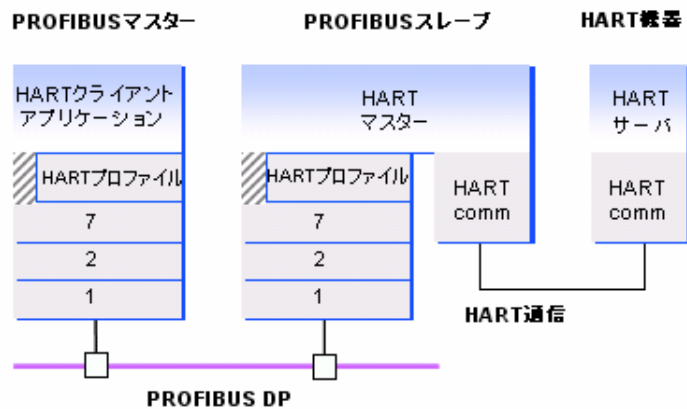 PROFIBUSマスター
PROFIBUSスレーブ
HART機器
HARTクライアント
アプリケーション
HARTプロファイル
7
2
1
HART
マスター
HARTプロファイル
7
2
1
HART
comm
HART
サーバ
HART
comm
HART通信
PROFIBUS DP